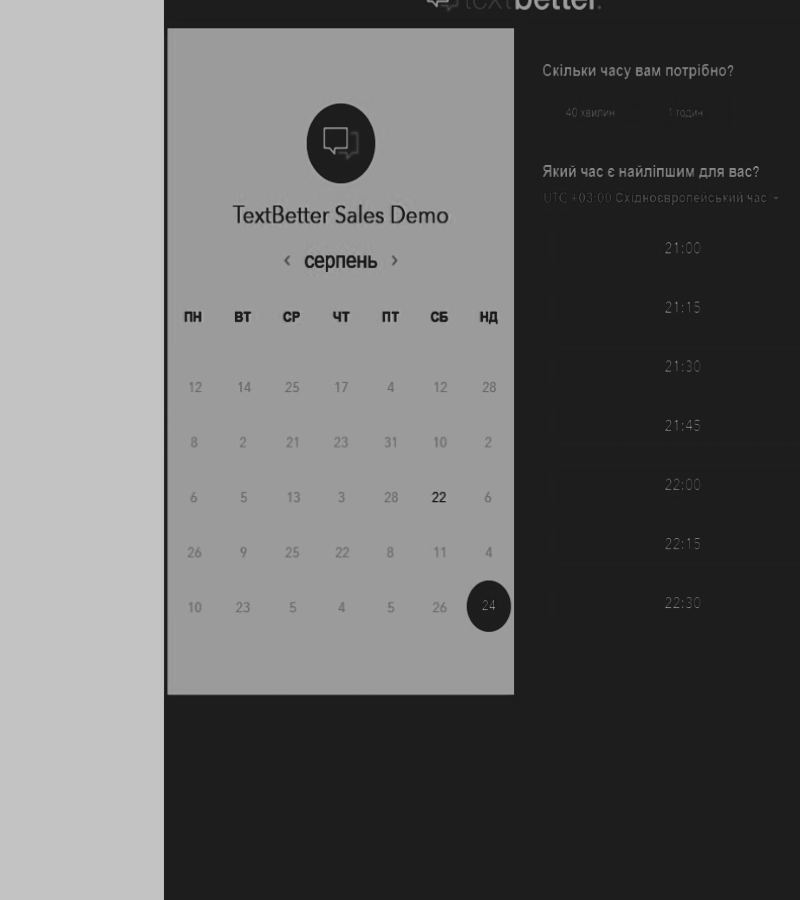 textbetter.
TextBetter Sales Demo
‹ серпень ›
ПН ВТ СР ЧТ ПТ СБ НД
12 14 25 17 4 12 28
8 2 21 23 31 10 2
6 5 13 3 28 22 6
26 9 25 22 8 11 4
10 23 5 4 5 26 24
Скільки часу вам потрібно?
40 хвилин 1 годин
Який час є найліпшим для вас?
UTC +03:00 Східноєвропейський час
21:00
21:15
21:30
21:45
22:00
22:15
22:30